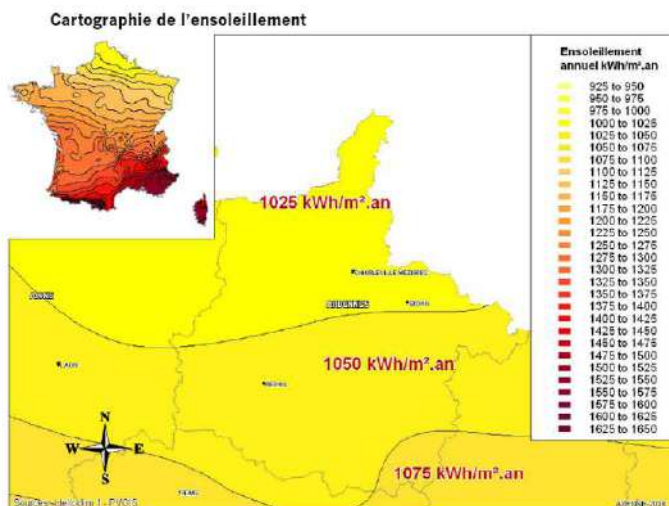 Cartographie de l'ensoleillement
Ensoleillement
annuel kWh/m².an
925 to 950
950 to 975
975 to 1000
1000 to 1025
1025 to 1050
1050 to 1075
1075 to 1100
1100 to 1125
1125 to 1150
1150 to 1175
1175 to 1200
1200 to 1225
1225 to 1250
1250 to 1275
1275 to 1300
1300 to 1325
1325 to 1350
1350 to 1375
1375 to 1400
1400 to 1425
1425 to 1450
1450 to 1475
1475 to 1500
1500 to 1525
1525 to 1550
1550 to 1575
1575 to 1600
1600 to 1625
1625 to 1650
1025 kWh/m².an
CHARLEVILLE-MEZIERES
AISNE
ARDENNES
SEDAN
1050 kWh/m².an
LAON
N
W E
S
1075 kWh/m².an